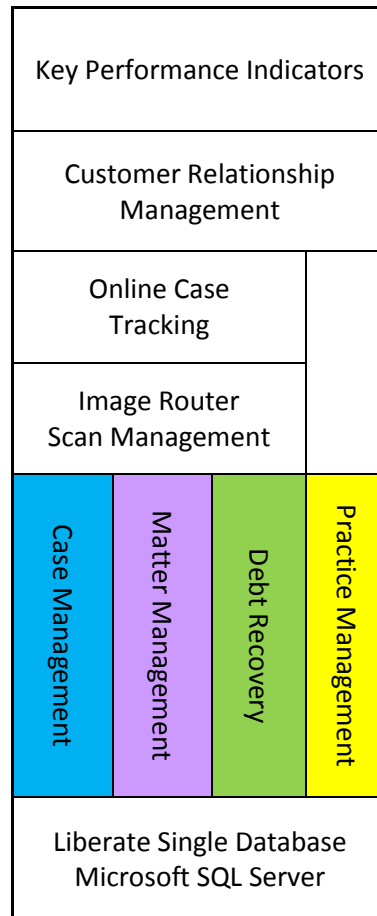 Key Performance Indicators
Customer Relationship
Management
Online Case
Tracking
Image Router
Scan Management
Case Management
Matter Management
Debt Recovery
Practice Management
Liberate Single Database
Microsoft SQL Server